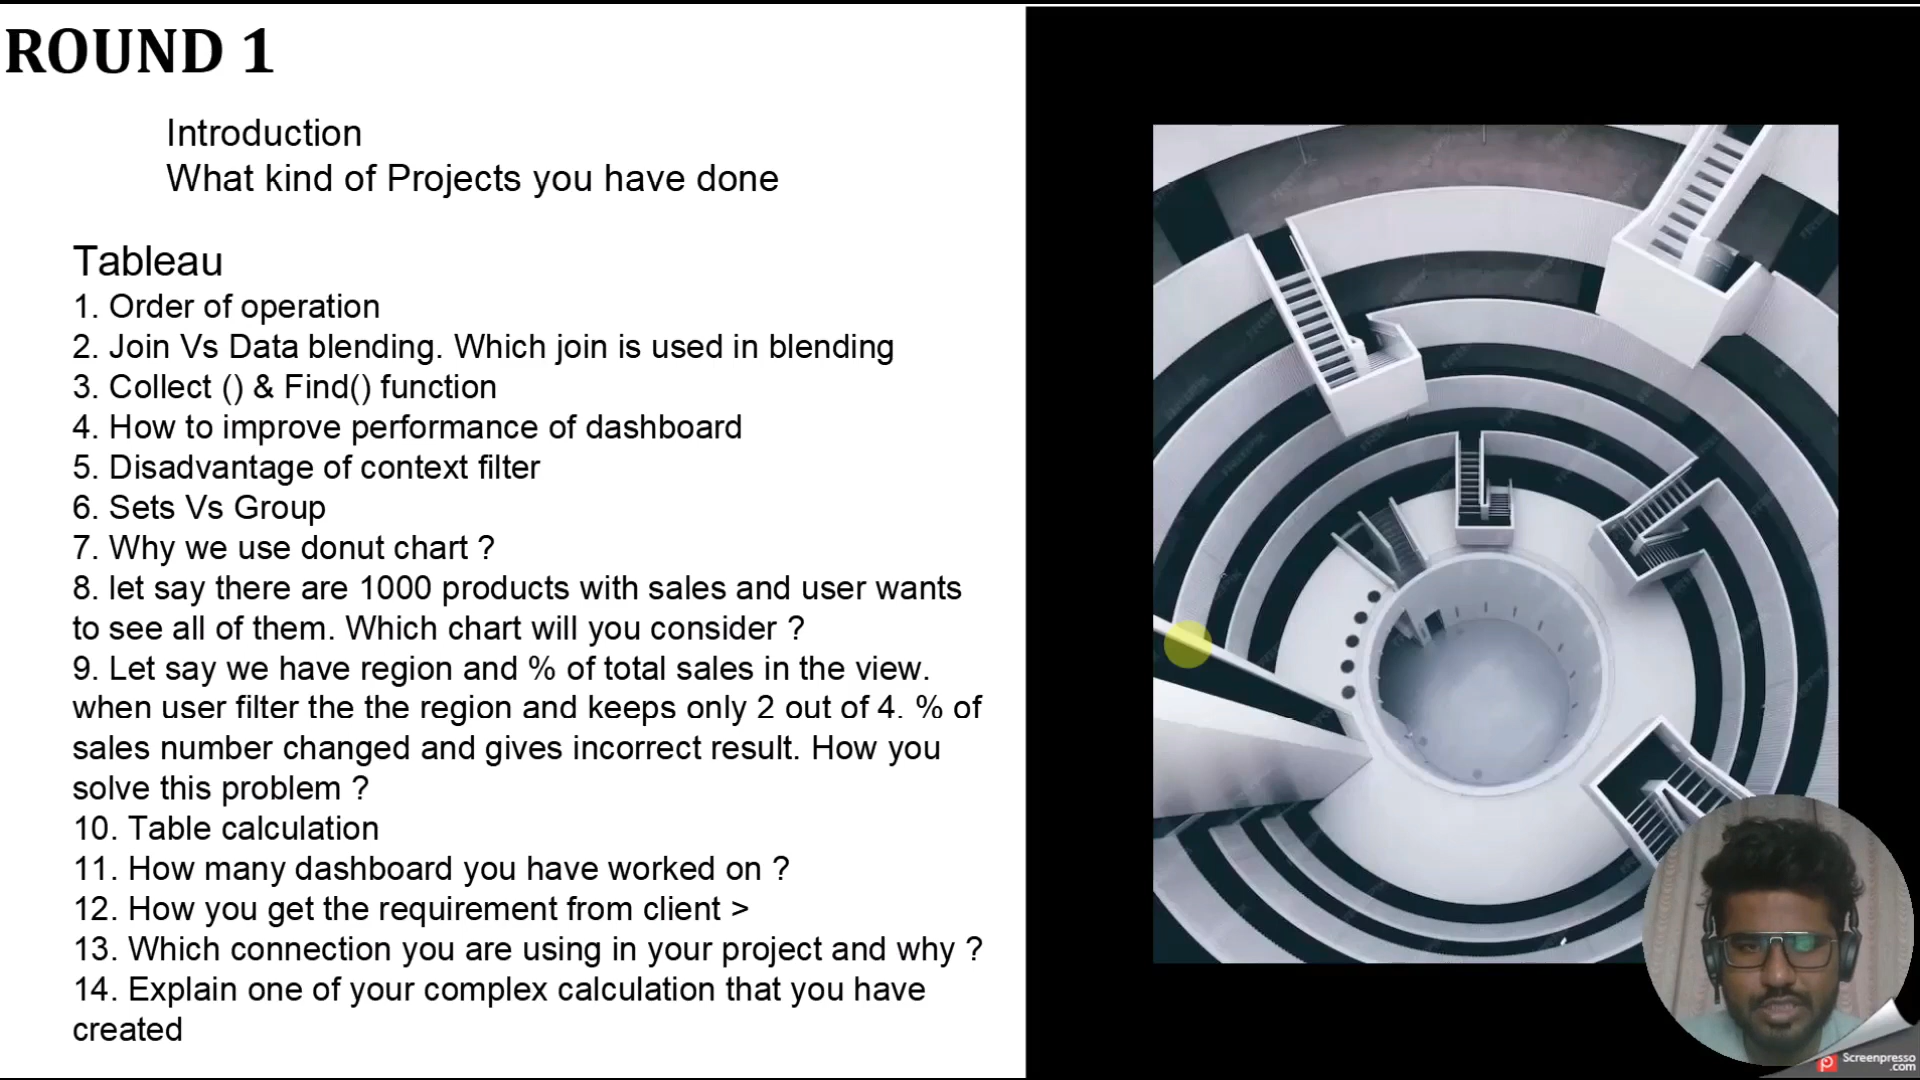 ROUND 1
Introduction
What kind of Projects you have done
Tableau
1. Order of operation
2. Join Vs Data blending. Which join is used in blending
3. Collect () & Find() function
4. How to improve performance of dashboard
5. Disadvantage of context filter
6. Sets Vs Group
7. Why we use donut chart ?
8. let say there are 1000 products with sales and user wants
to see all of them. Which chart will you consider ?
9. Let say we have region and % of total sales in the view.
when user filter the the region and keeps only 2 out of 4. % of
sales number changed and gives incorrect result. How you
solve this problem ?
10. Table calculation
11. How many dashboard you have worked on ?
12. How you get the requirement from client >
13. Which connection you are using in your project and why ?
14. Explain one of your complex calculation that you have
created
Screenpresso
.com